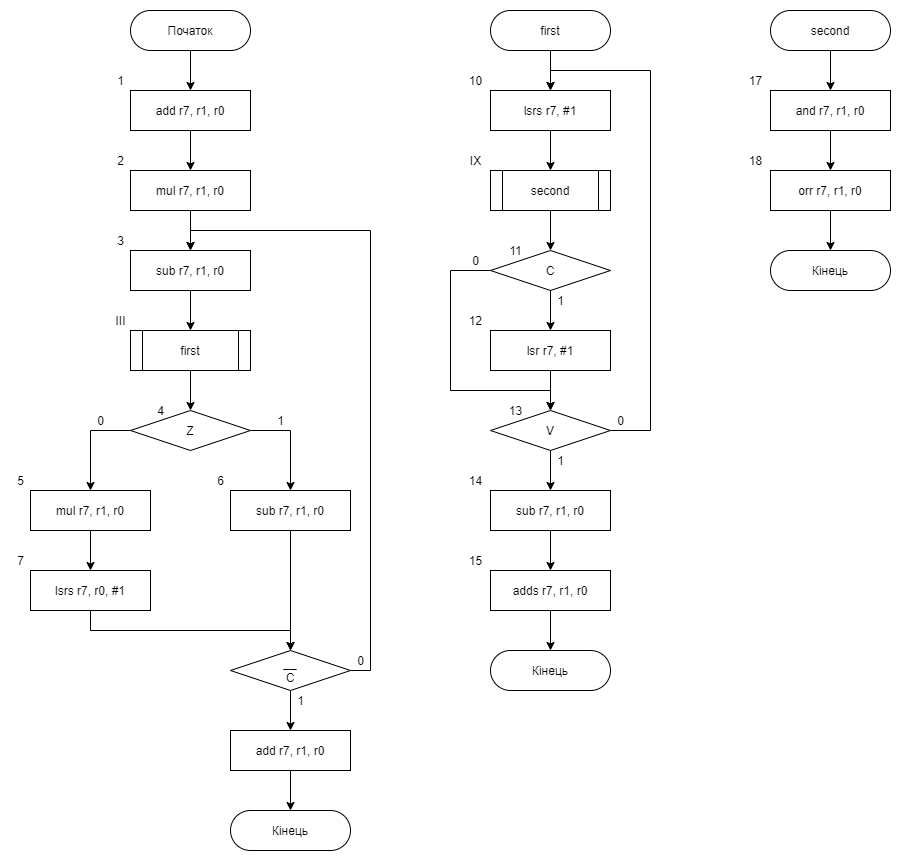 Початок
1
add r7, r1, r0
2
mul r7, r1, r0
3
sub r7, r1, r0
III
first
4
Z
0
1
5
mul r7, r1, r0
6
sub r7, r1, r0
7
lsrs r7, r0, #1
C
0
1
add r7, r1, r0
Кінець
first
10
lsrs r7, #1
IX
second
11
C
0
1
12
lsr r7, #1
13
V
0
1
14
sub r7, r1, r0
15
adds r7, r1, r0
Кінець
second
17
and r7, r1, r0
18
orr r7, r1, r0
Кінець